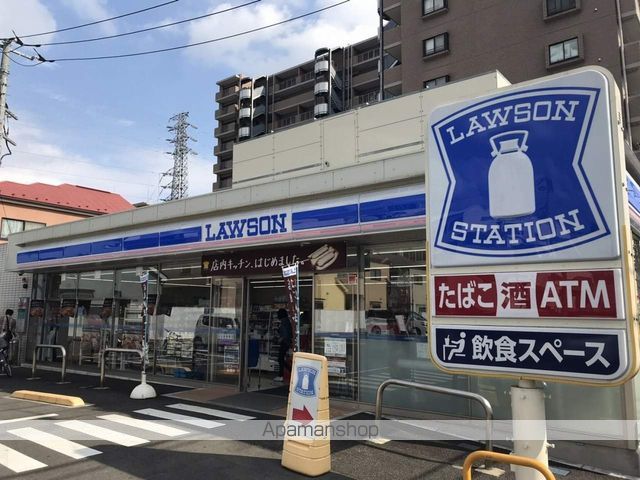 LAWSON
店内キッチン、はじめました
LAWSON
STATION
たばこ 酒 ATM
飲食スペース
Apamanshop